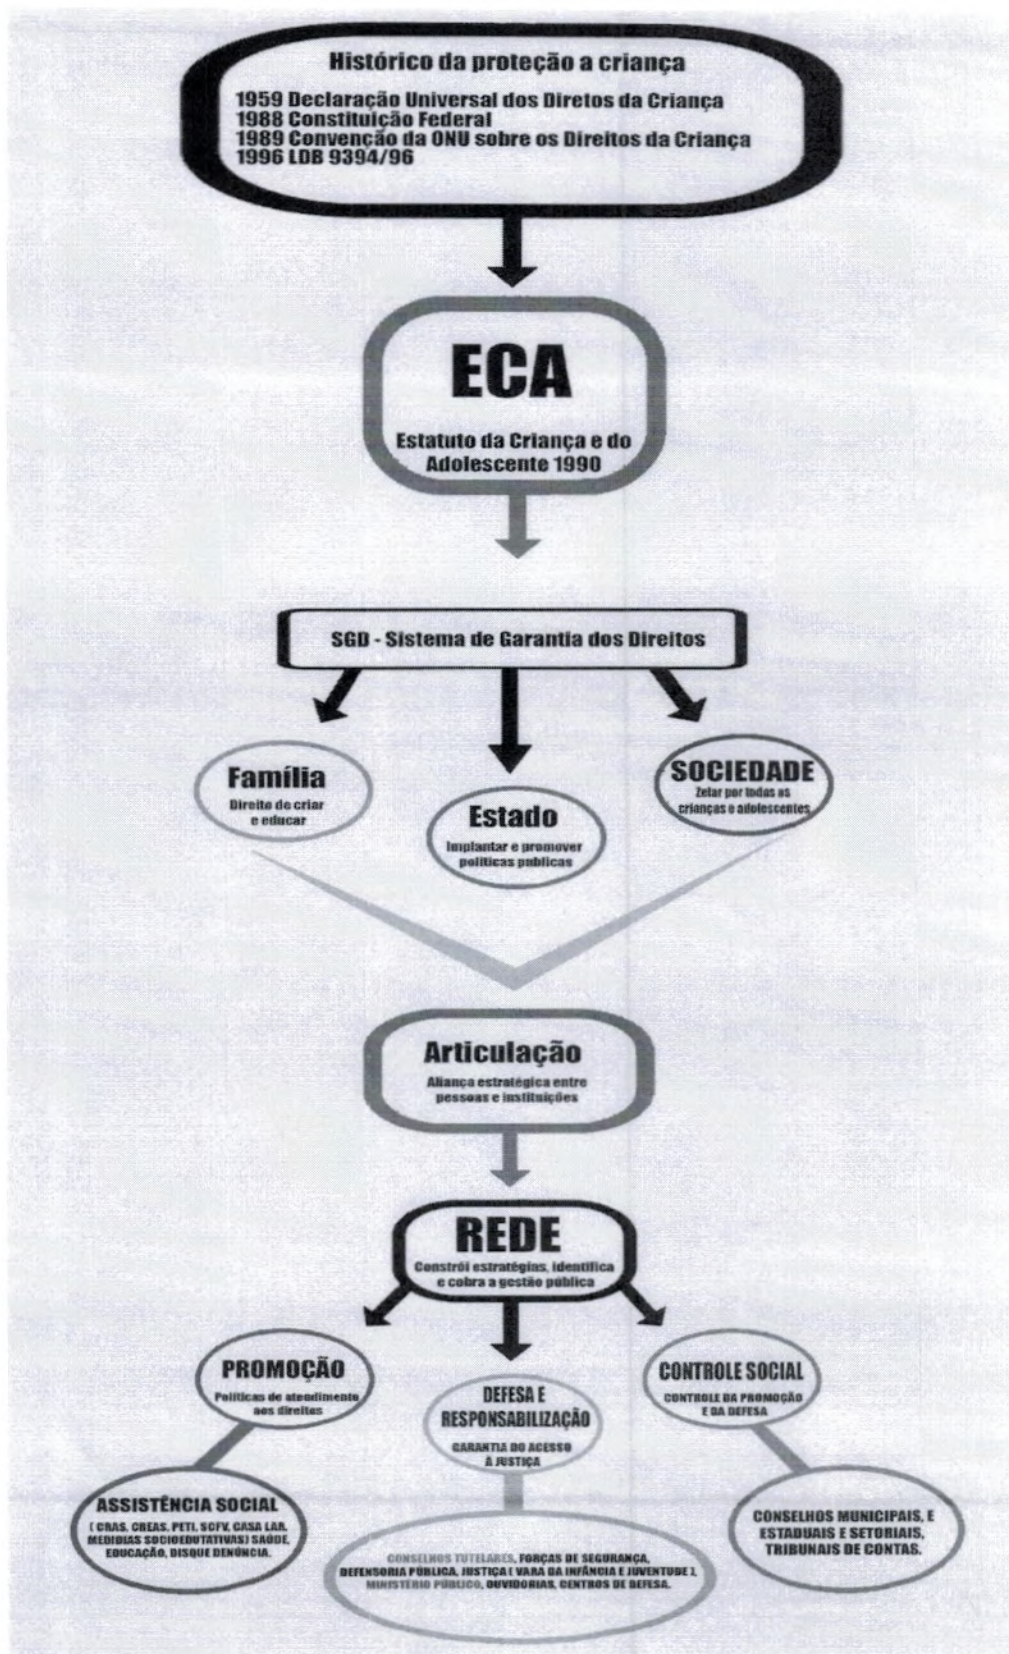 Histórico da proteção a criança
1959 Declaração Universal dos Diretos da Criança
1988 Constituição Federal
1989 Convenção da ONU sobre os Direitos da Criança
1996 LDB 9394/96
ECA
Estatuto da Criança e do
Adolescente 1990
SGD - Sistema de Garantia dos Direitos
Família
Direito de criar
e educar
Estado
Implantar e promover
políticas publicas
SOCIEDADE
Zelar por todas as
crianças e adolescentes
Articulação
Aliança estratégica entre
pessoas e instituições
REDE
Constrói estratégias, identifica
e cobra a gestão pública
PROMOÇÃO
Políticas de atendimento
aos direitos
DEFESA E
RESPONSABILIZAÇÃO
GARANTIA DO ACESSO
À JUSTIÇA
CONTROLE SOCIAL
CONTROLE DA PROMOÇÃO
E DA DEFESA
ASSISTÊNCIA SOCIAL
( CRAS, CREAS, PETI, SCFV, CASA LAR,
MEDIDIAS SOCIOEDUTATIVAS) SAÚDE,
EDUCAÇÃO, DISQUE DENÚNCIA.
CONSELHOS TUTELARES, FORÇAS DE SEGURANÇA,
DEFENSORIA PÚBLICA, JUSTIÇA ( VARA DA INFÂNCIA E JUVENTUDE ),
MINISTÉRIO PÚBLICO, OUVIDORIAS, CENTROS DE DEFESA.
CONSELHOS MUNICIPAIS, E
ESTADUAIS E SETORIAIS,
TRIBUNAIS DE CONTAS.